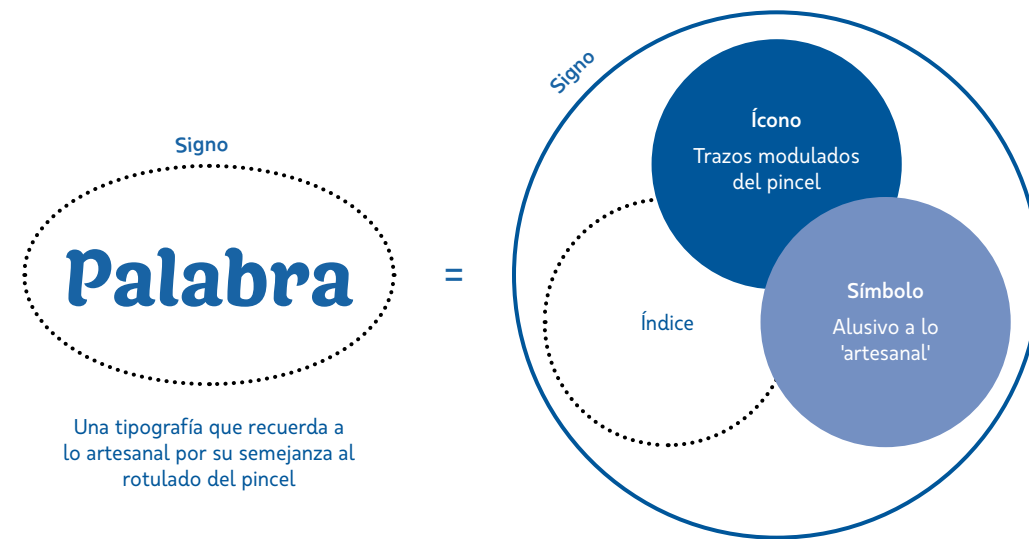 Signo
Palabra
Una tipografía que recuerda a
lo artesanal por su semejanza al
rotulado del pincel
=
Signo
Ícono
Trazos modulados
del pincel
Índice
Símbolo
Alusivo a lo
'artesanal'